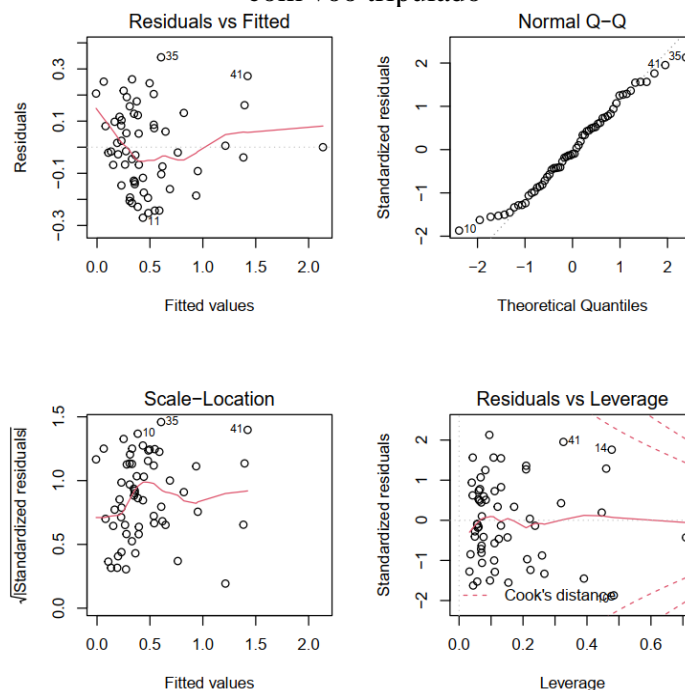 com voo tripulado
Residuals vs Fitted
Residuals
0.3
0.1
−0.1
−0.3
35
41
11
0.0 0.5 1.0 1.5 2.0
Fitted values
Normal Q−Q
Standardized residuals
2
1
0
−1
−2
41
35
10
−2 −1 0 1 2
Theoretical Quantiles
Scale−Location
√|Standardized residuals|
1.5
1.0
0.5
0.0
10
35
41
0.0 0.5 1.0 1.5 2.0
Fitted values
Residuals vs Leverage
Standardized residuals
2
1
0
−1
−2
41
14
Cook's distance
0.0 0.2 0.4 0.6
Leverage